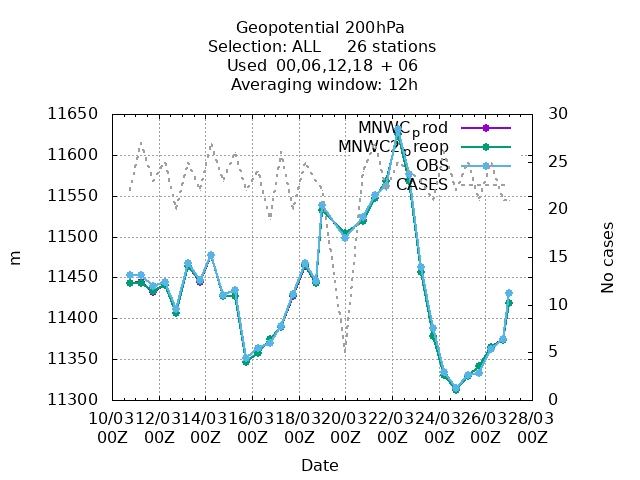 Geopotential 200hPa
Selection: ALL 26 stations
Used 00,06,12,18 + 06
Averaging window: 12h
11650
11600
11550
11500
11450
11400
11350
11300
m
30
25
20
15
10
5
0
No cases
MNWCprod
MNWC2preop
OBS
CASES
10/03 12/03 14/03 16/03 18/03 20/03 22/03 24/03 26/03 28/03
00Z 00Z 00Z 00Z 00Z 00Z 00Z 00Z 00Z 00Z
Date